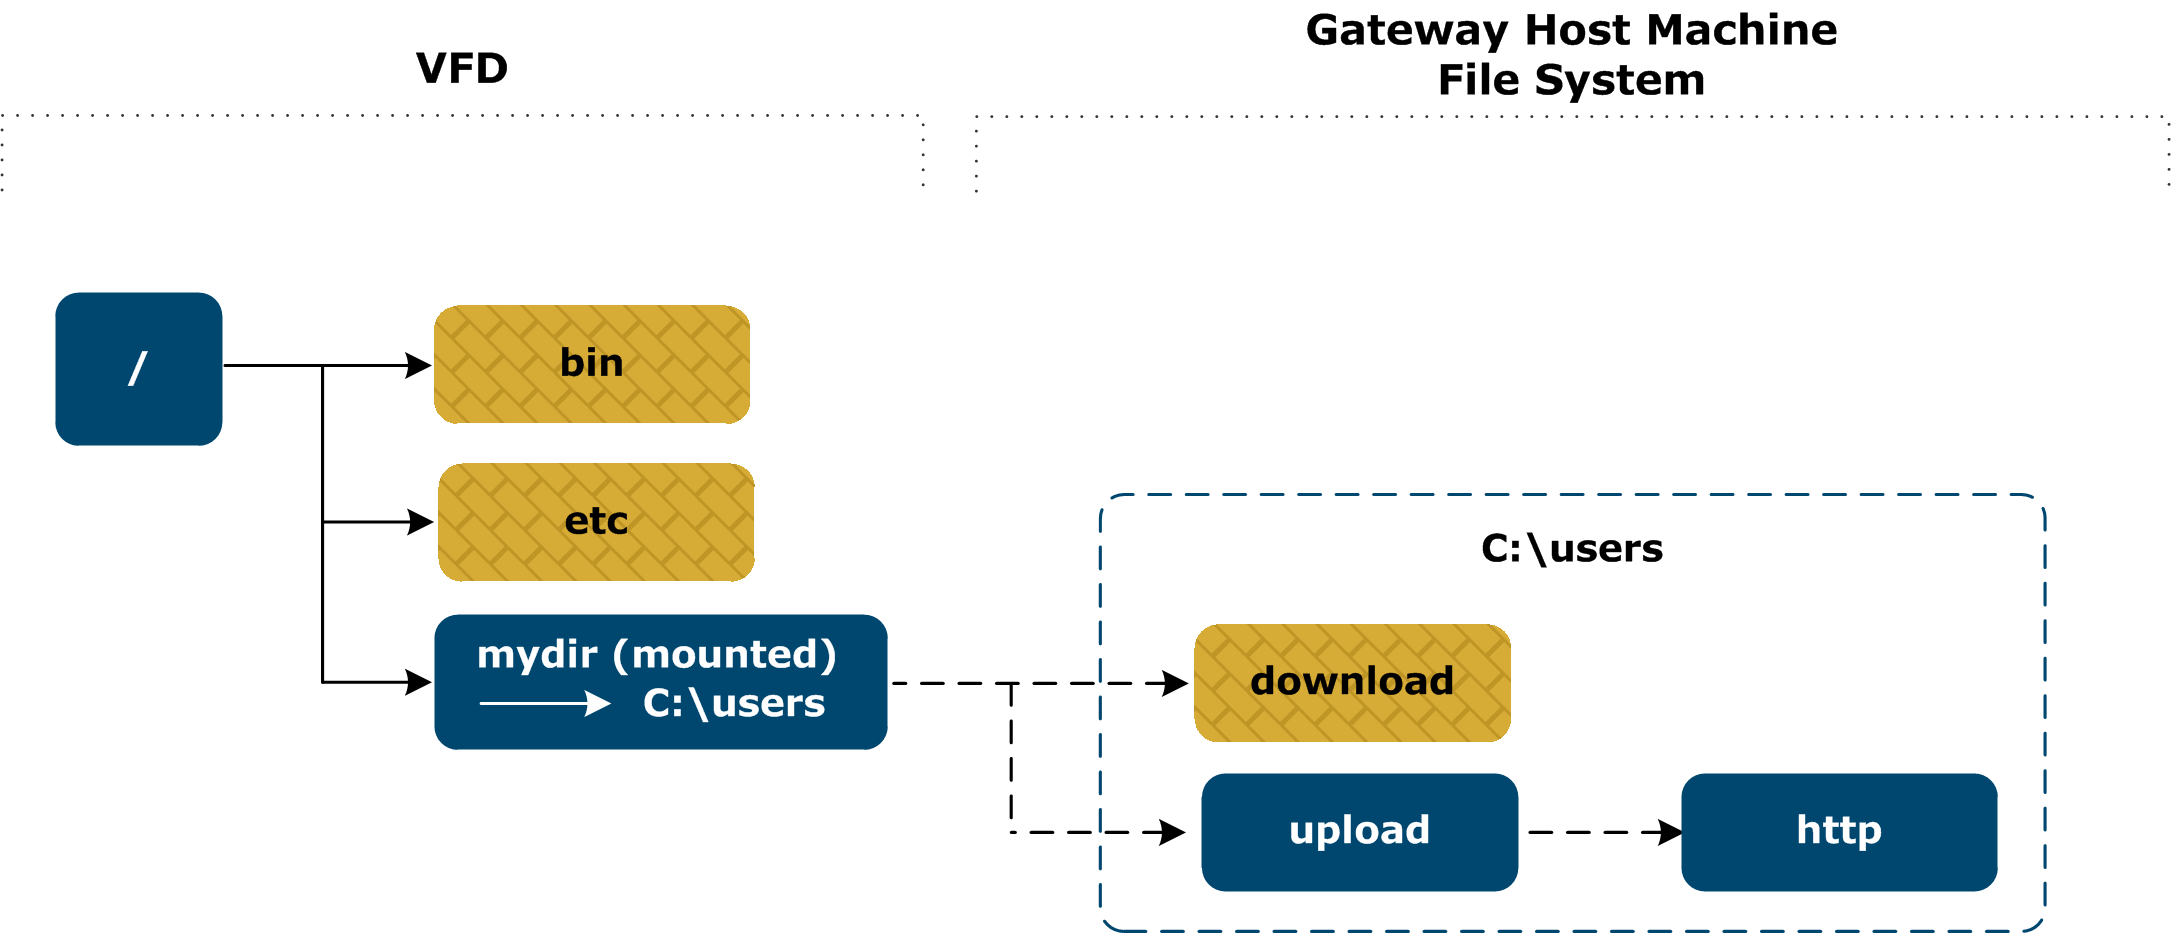 VFD
Gateway Host Machine
File System
/
bin
etc
mydir (mounted)
C:\users
C:\users
download
upload
http